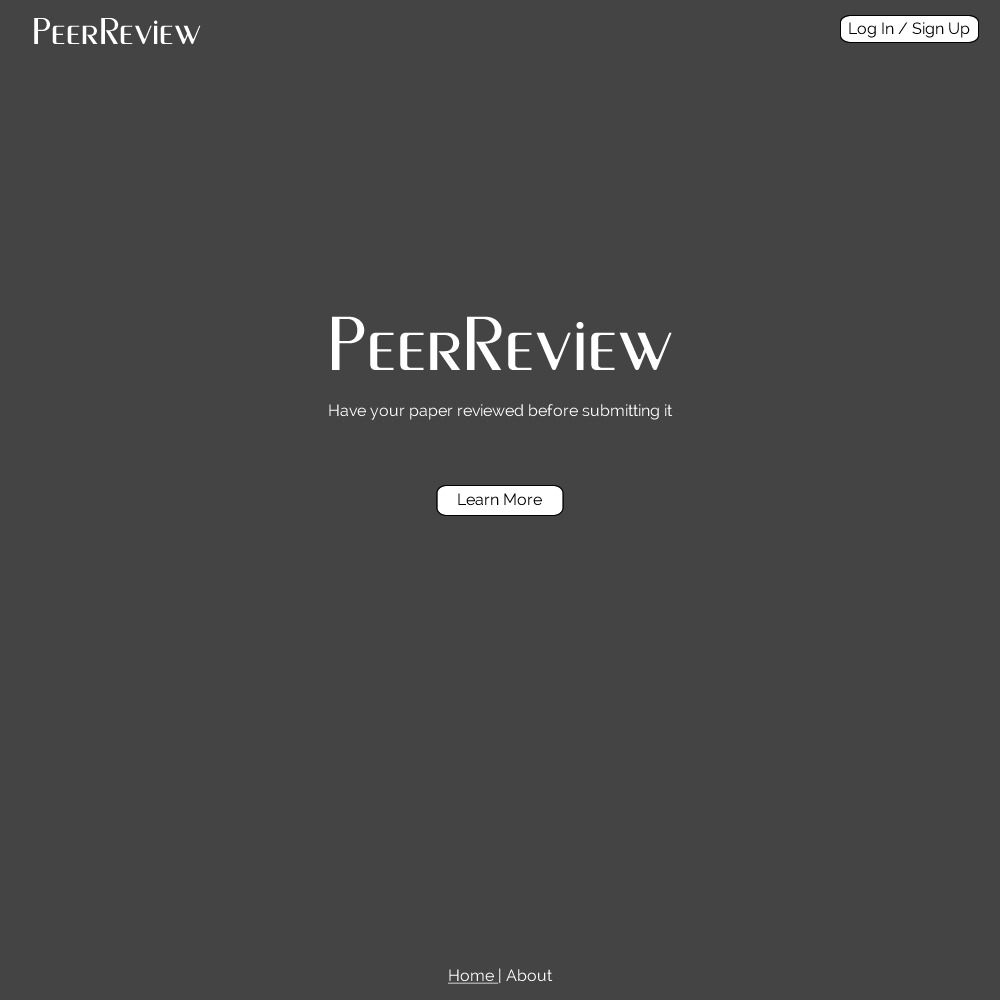 PeerReview
Log In / Sign Up
PeerReview
Have your paper reviewed before submitting it
Learn More
Home | About